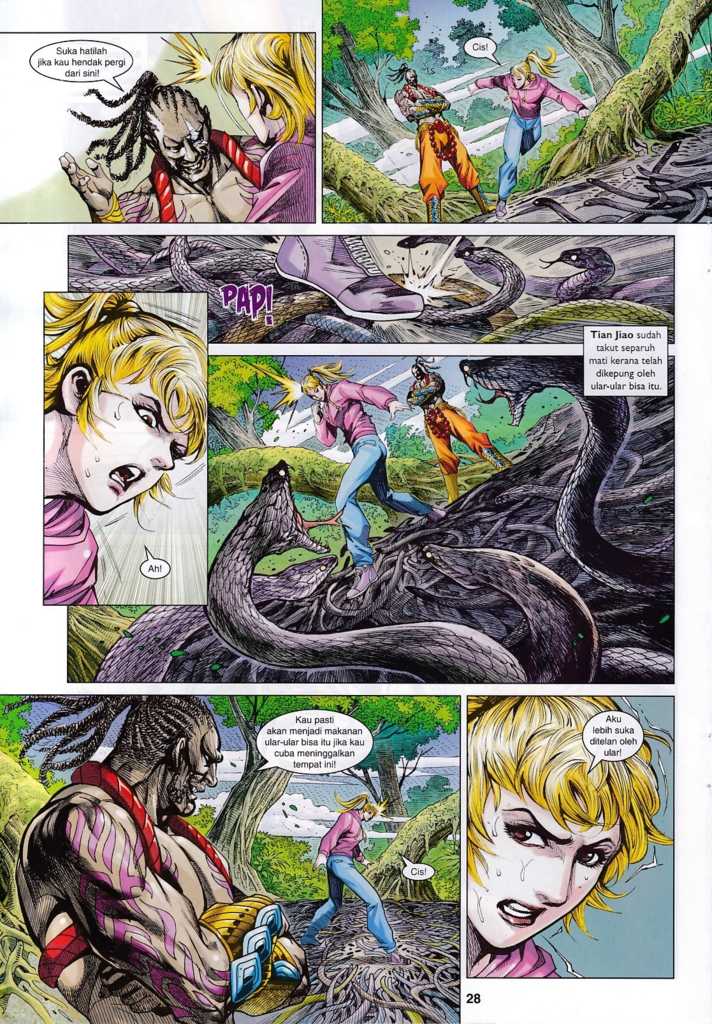 Suka hatilah
jika kau hendak pergi
dari sini!
Cis!
PAP!
Tian Jiao sudah
takut separuh
mati kerana telah
dikepung oleh
ular-ular bisa itu.
Ah!
Kau pasti
akan menjadi makanan
ular-ular bisa itu jika kau
cuba meninggalkan
tempat ini!
Cis!
Aku
lebih suka
ditelan oleh
ular!
28